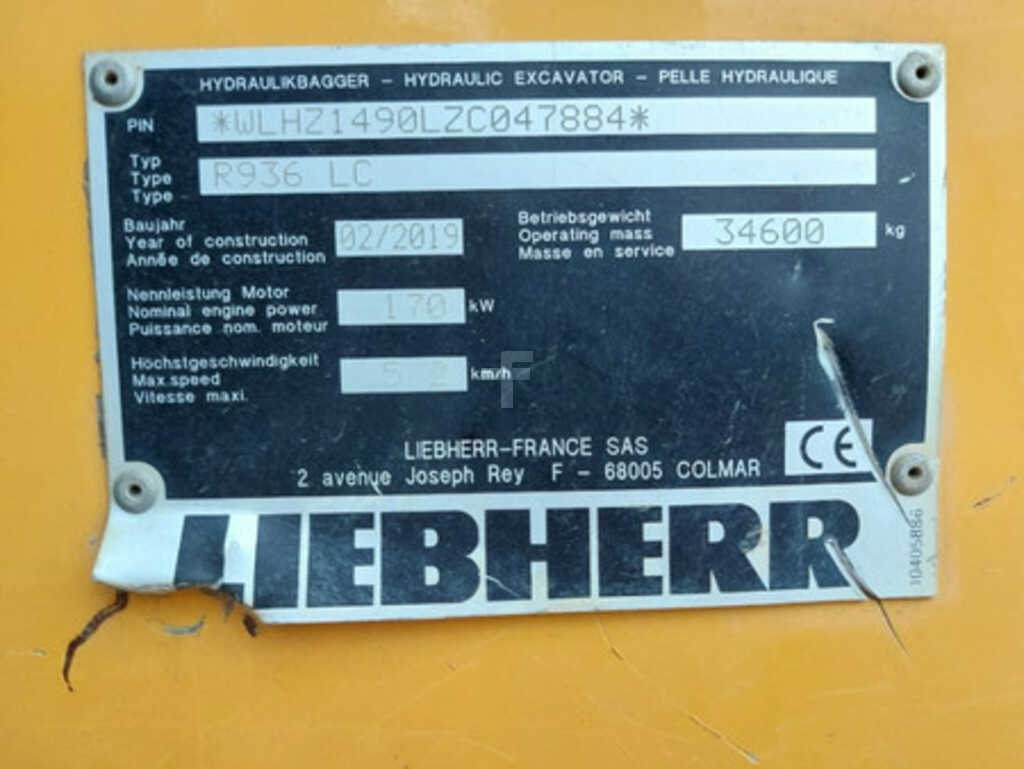 HYDRAULIKBAGGER - HYDRAULIC EXCAVATOR - PELLE HYDRAULIQUE
PIN *WLHZ1490LZC047884*
Typ
Type R936 LC
Type
Baujahr
Year of construction 02/2019
Année de construction
Betriebsgewicht
Operating mass 34600 kg
Masse en service
Nennleistung Motor
Nominal engine power 170 kW
Puissance nom. moteur
Höchstgeschwindigkeit
Max.speed 5,2 km/h
Vitesse maxi.
F
LIEBHERR-FRANCE SAS
2 avenue Joseph Rey F - 68005 COLMAR
CE
LIEBHERR
10405886